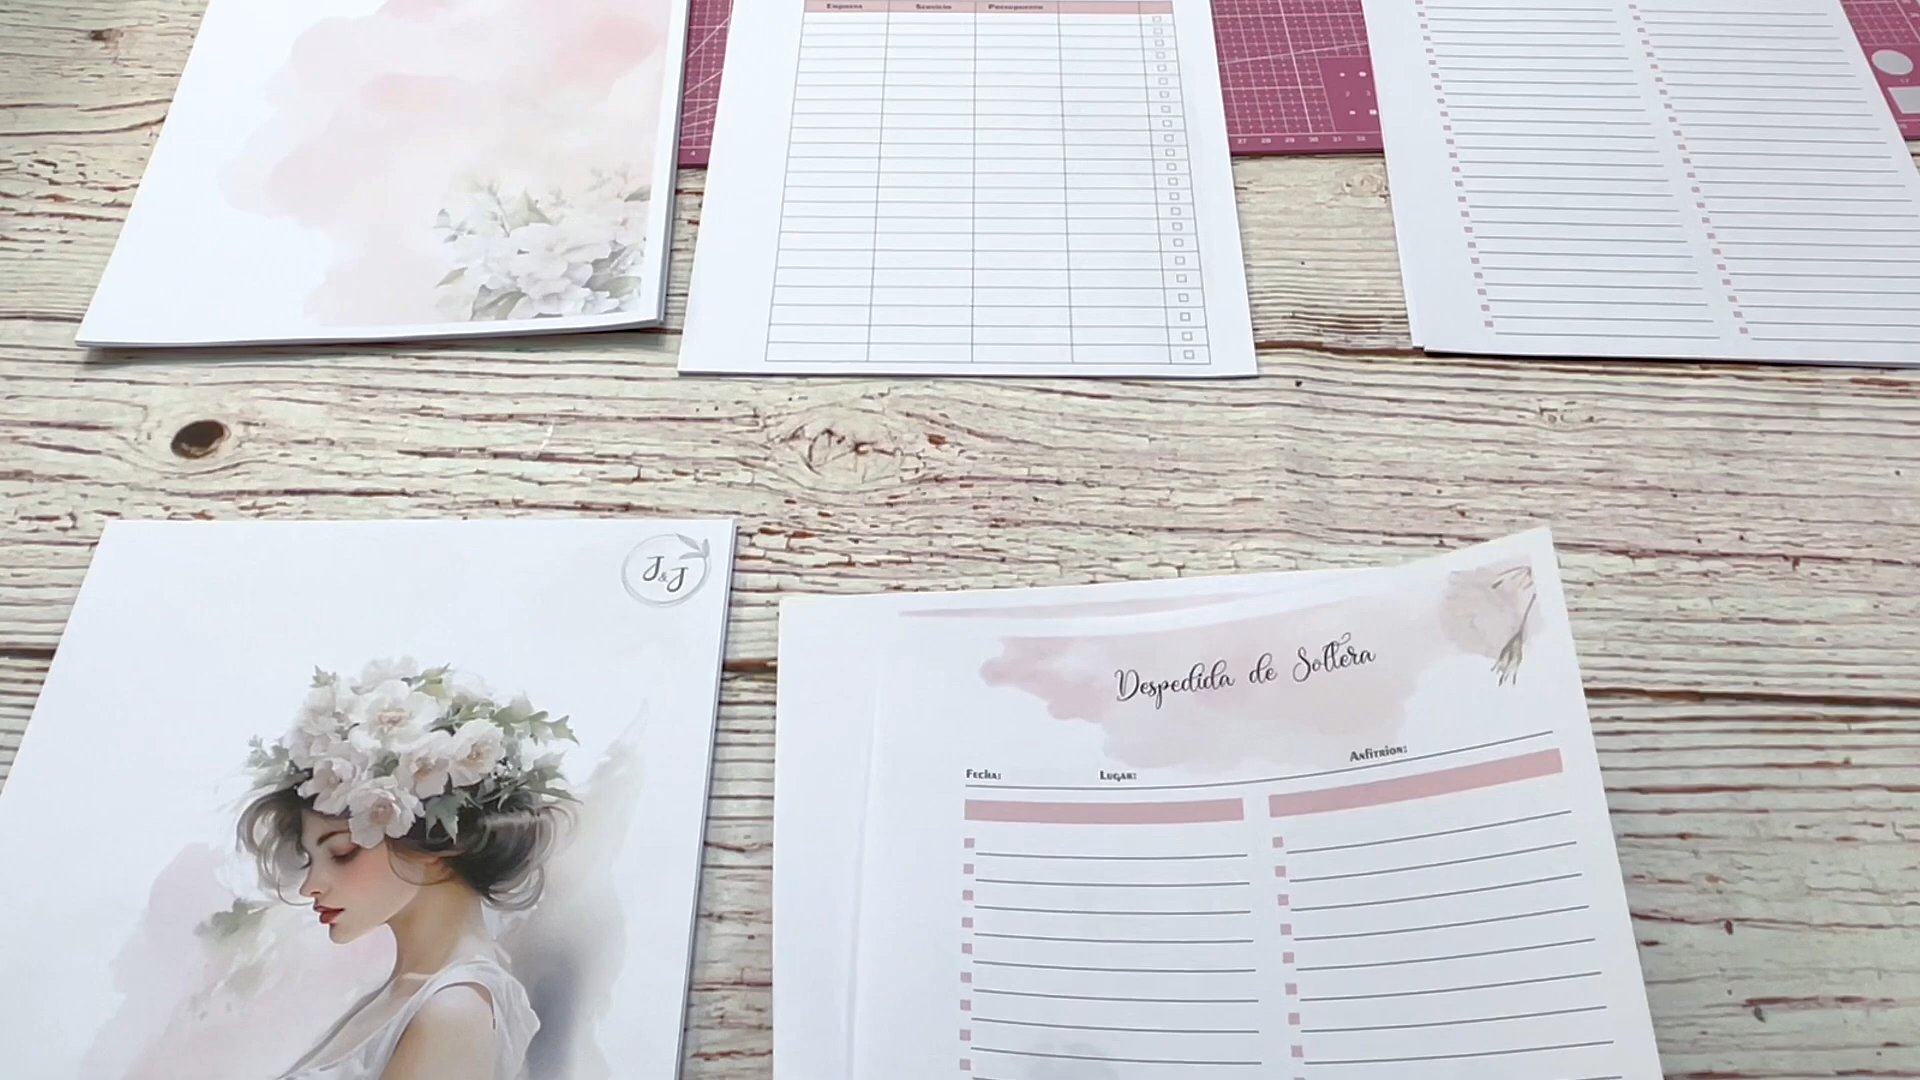 Empresa Servicio Presupuesto
J&J
Despedida de Soltera
Fecha: Lugar: Anfitrion: